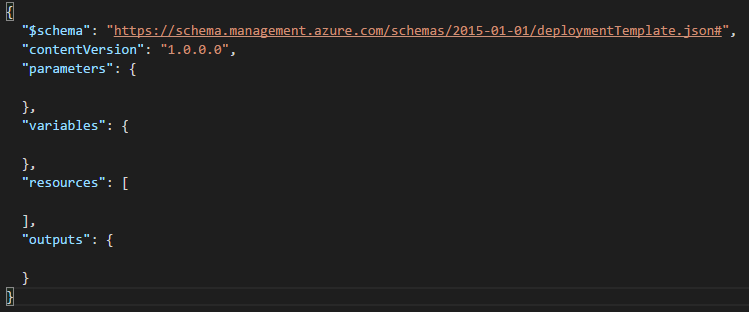 {
"$schema": "https://schema.management.azure.com/schemas/2015-01-01/deploymentTemplate.json#",
"contentVersion": "1.0.0.0",
"parameters": {
},
"variables": {
},
"resources": [
],
"outputs": {
}
}